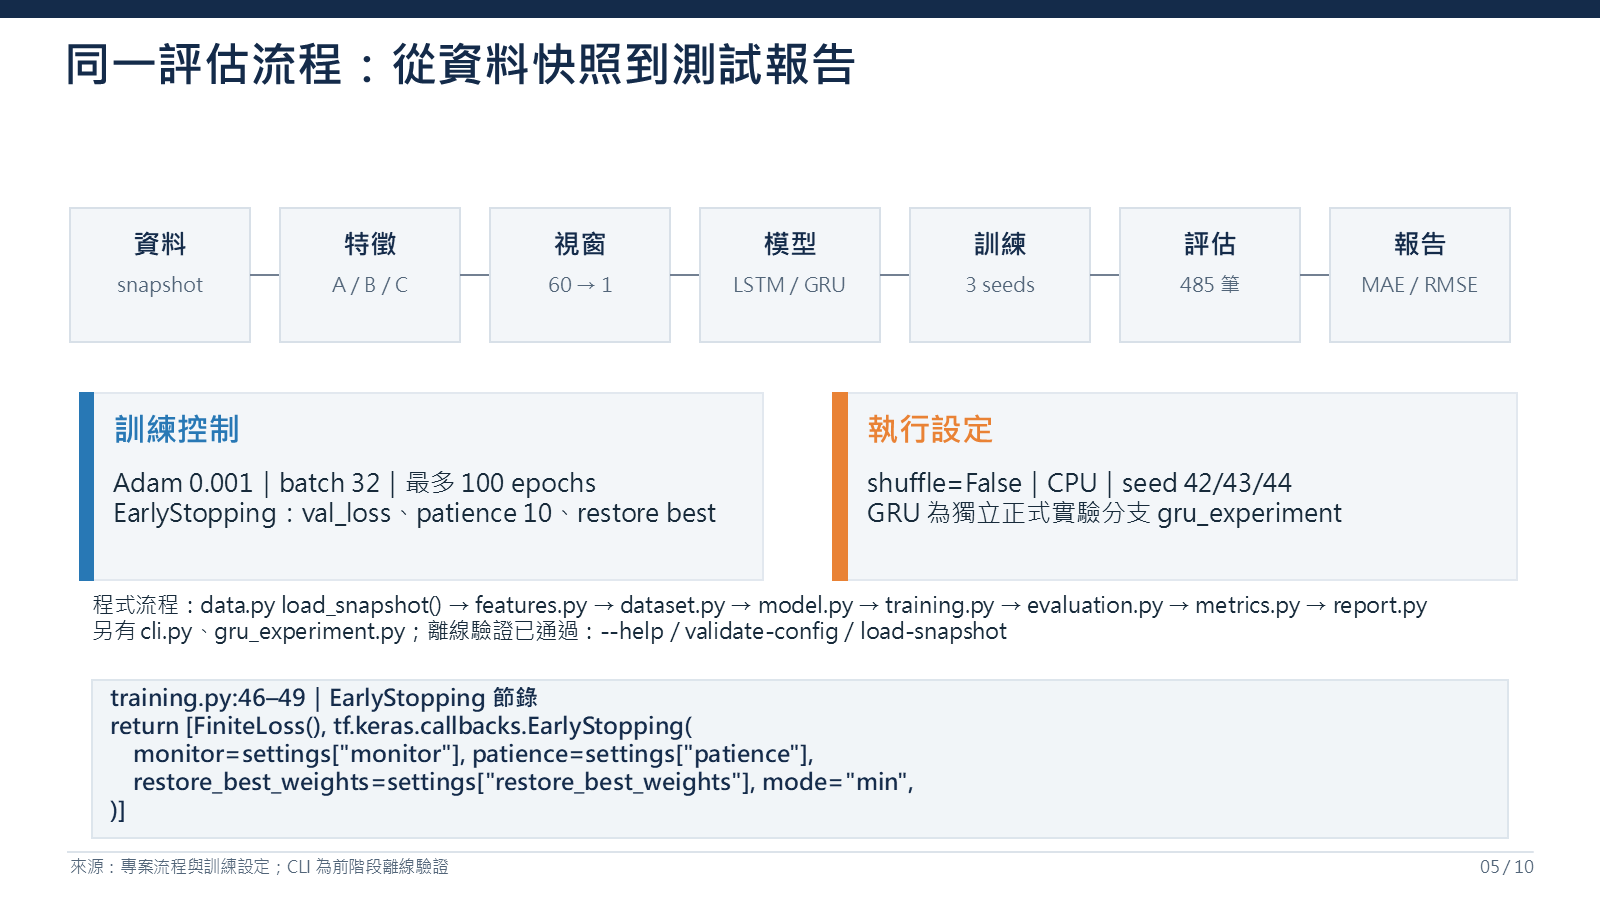 同一評估流程：從資料快照到測試報告
資料
snapshot
特徵
A / B / C
視窗
60 → 1
模型
LSTM / GRU
訓練
3 seeds
評估
485 筆
報告
MAE / RMSE
訓練控制
Adam 0.001｜batch 32｜最多 100 epochs
EarlyStopping：val_loss、patience 10、restore best
執行設定
shuffle=False｜CPU｜seed 42/43/44
GRU 為獨立正式實驗分支 gru_experiment
程式流程：data.py load_snapshot() → features.py → dataset.py → model.py → training.py → evaluation.py → metrics.py → report.py
另有 cli.py、gru_experiment.py；離線驗證已通過：--help / validate-config / load-snapshot
training.py:46–49｜EarlyStopping 節錄
return [FiniteLoss(), tf.keras.callbacks.EarlyStopping(
monitor=settings["monitor"], patience=settings["patience"],
restore_best_weights=settings["restore_best_weights"], mode="min",
)]
來源：專案流程與訓練設定；CLI 為前階段離線驗證
05 / 10